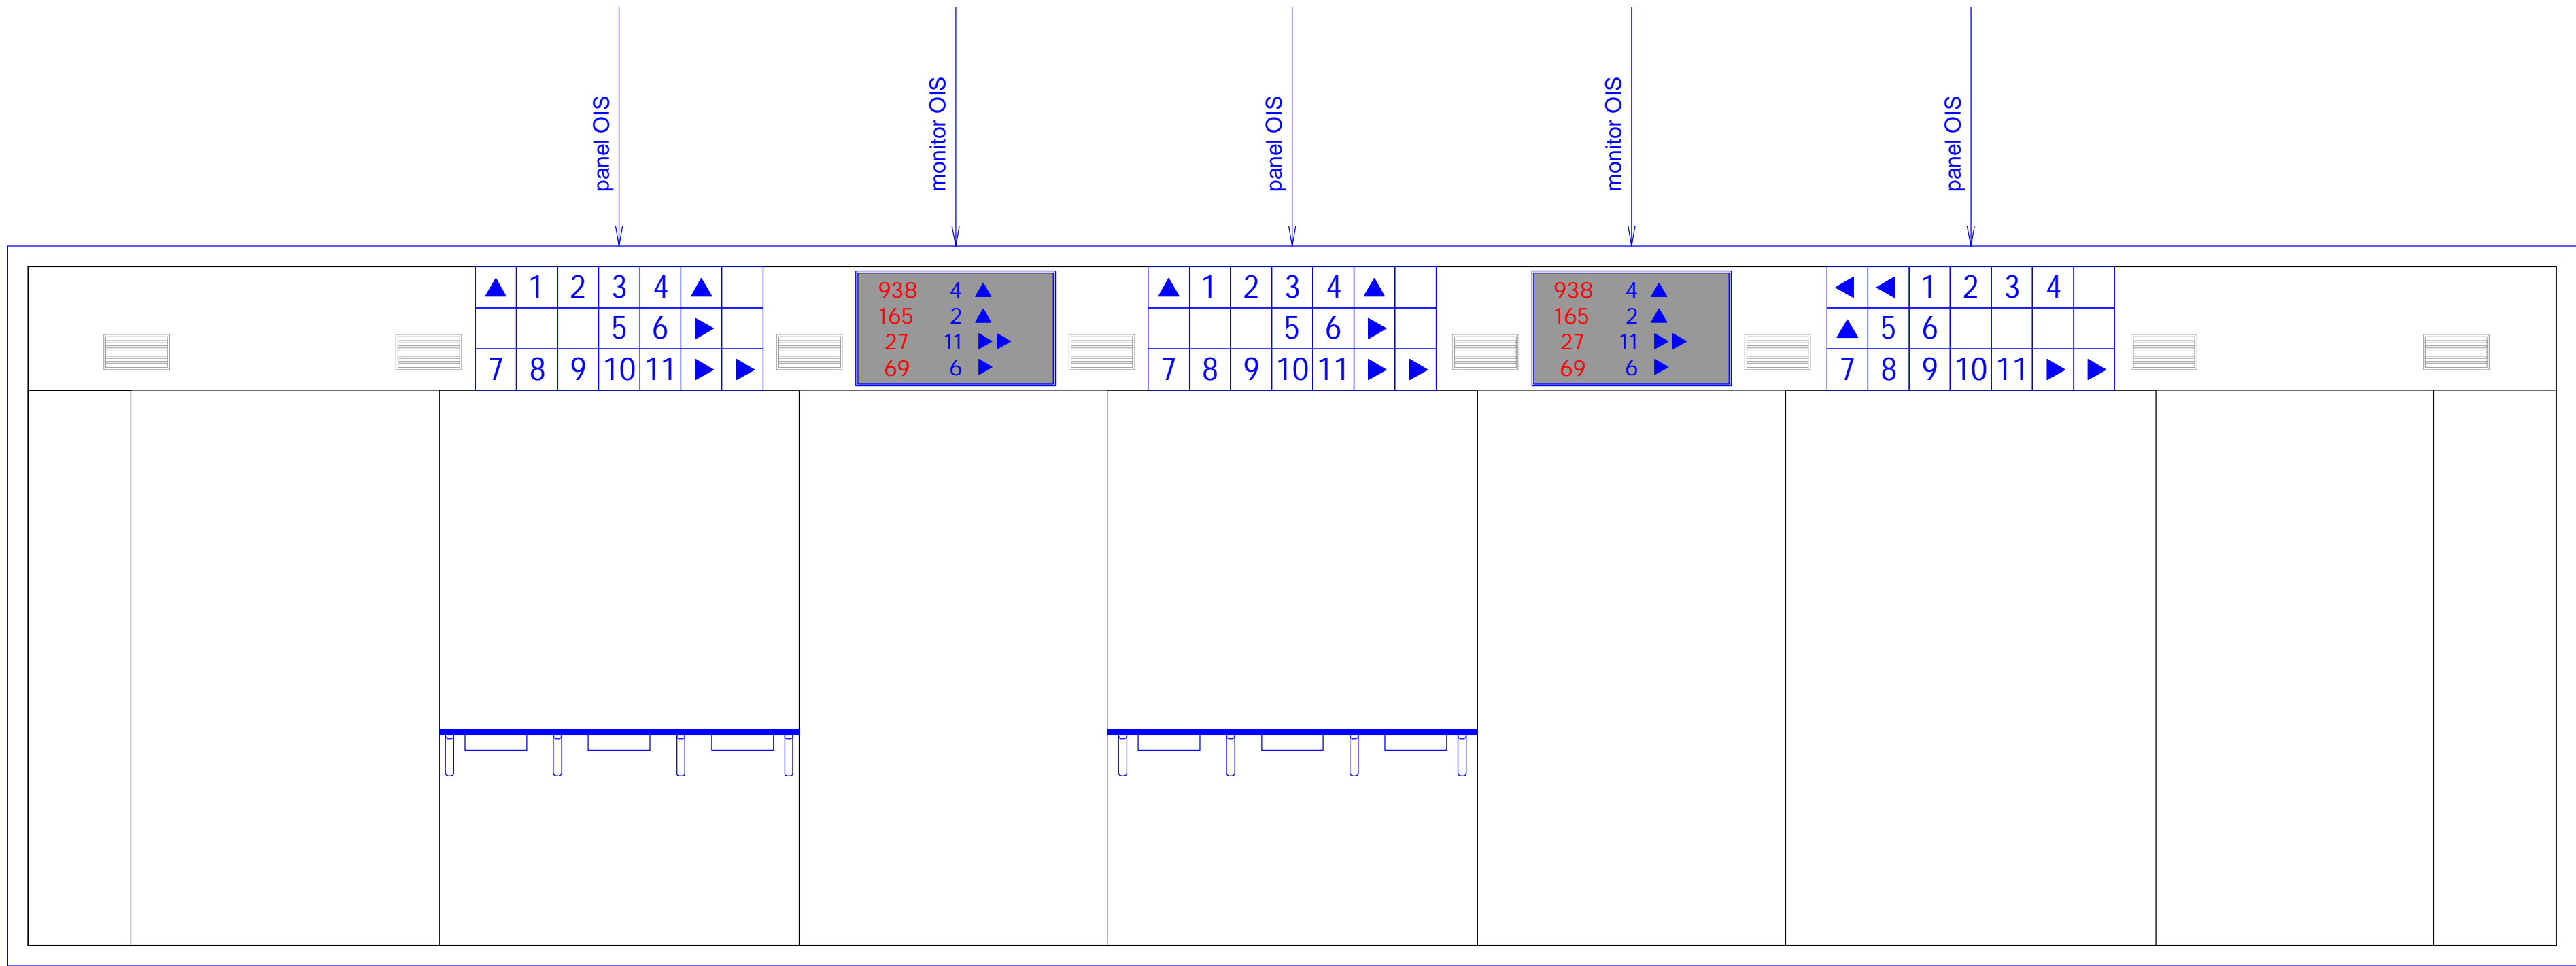 panel OIS
monitor OIS
panel OIS
monitor OIS
panel OIS
▲ 1 2 3 4 ▲
5 6 ▶
7 8 9 10 11 ▶ ▶
938 4 ▲
165 2 ▲
27 11 ▶▶
69 6 ▶
▲ 1 2 3 4 ▲
5 6 ▶
7 8 9 10 11 ▶ ▶
938 4 ▲
165 2 ▲
27 11 ▶▶
69 6 ▶
◀ ◀ 1 2 3 4
▲ 5 6
7 8 9 10 11 ▶ ▶